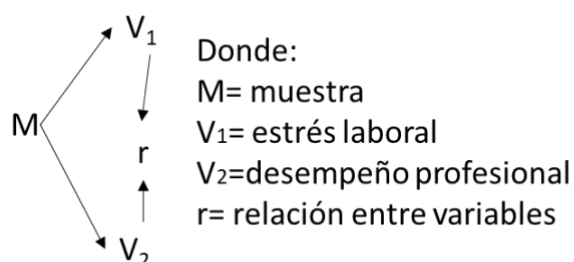 V₁
Donde:
M= muestra
M
V₁= estrés laboral
r
V₂=desempeño profesional
r= relación entre variables
V₂